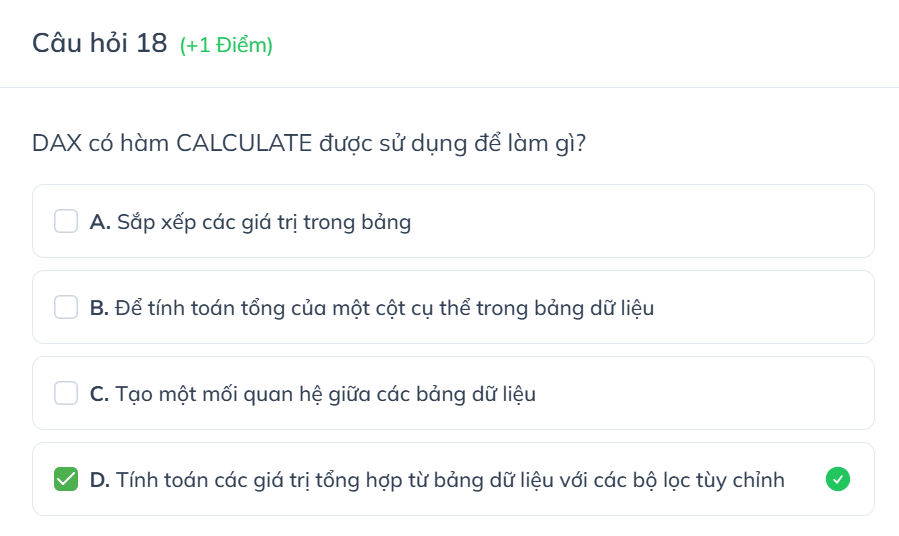 Câu hỏi 18 (+1 Điểm)
DAX có hàm CALCULATE được sử dụng để làm gì?
A. Sắp xếp các giá trị trong bảng
B. Để tính toán tổng của một cột cụ thể trong bảng dữ liệu
C. Tạo một mối quan hệ giữa các bảng dữ liệu
D. Tính toán các giá trị tổng hợp từ bảng dữ liệu với các bộ lọc tùy chỉnh